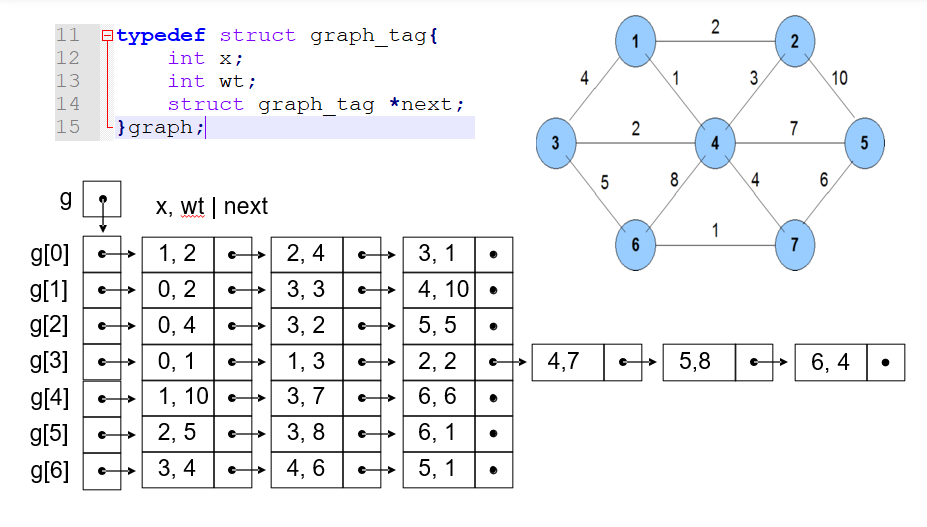 11 typedef struct graph_tag{
12 int x;
13 int wt;
14 struct graph_tag *next;
15 }graph;
1 2 2
4 1 3 10
3 2 4 7 5
5 8 4 6
6 1 7
g
x, wt | next
g[0] 1, 2 2, 4 3, 1
g[1] 0, 2 3, 3 4, 10
g[2] 0, 4 3, 2 5, 5
g[3] 0, 1 1, 3 2, 2 4,7 5,8 6, 4
g[4] 1, 10 3, 7 6, 6
g[5] 2, 5 3, 8 6, 1
g[6] 3, 4 4, 6 5, 1